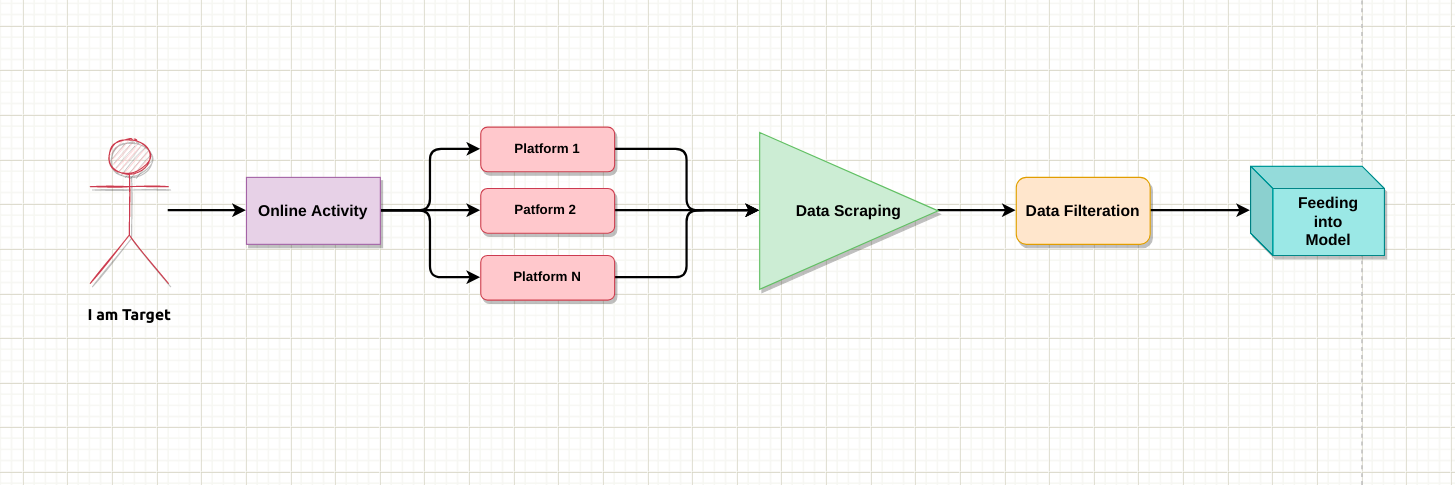 I am Target
Online Activity
Platform 1
Patform 2
Platform N
Data Scraping
Data Filteration
Feeding
into
Model